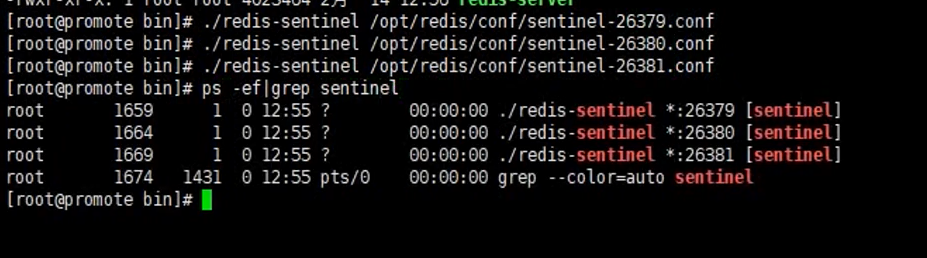 -rwxr-xr-x. 1 root root 4023464 2月 14 12:50 redis-server
[root@promote bin]# ./redis-sentinel /opt/redis/conf/sentinel-26379.conf
[root@promote bin]# ./redis-sentinel /opt/redis/conf/sentinel-26380.conf
[root@promote bin]# ./redis-sentinel /opt/redis/conf/sentinel-26381.conf
[root@promote bin]# ps -ef|grep sentinel
root 1659 1 0 12:55 ? 00:00:00 ./redis-sentinel *:26379 [sentinel]
root 1664 1 0 12:55 ? 00:00:00 ./redis-sentinel *:26380 [sentinel]
root 1669 1 0 12:55 ? 00:00:00 ./redis-sentinel *:26381 [sentinel]
root 1674 1431 0 12:55 pts/0 00:00:00 grep --color=auto sentinel
[root@promote bin]#